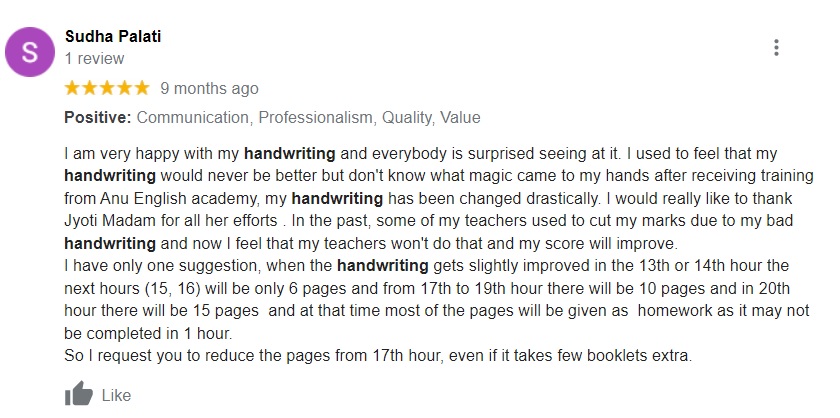 S
Sudha Palati
1 review
9 months ago
Positive: Communication, Professionalism, Quality, Value
I am very happy with my handwriting and everybody is surprised seeing at it. I used to feel that my
handwriting would never be better but don't know what magic came to my hands after receiving training
from Anu English academy, my handwriting has been changed drastically. I would really like to thank
Jyoti Madam for all her efforts . In the past, some of my teachers used to cut my marks due to my bad
handwriting and now I feel that my teachers won't do that and my score will improve.
I have only one suggestion, when the handwriting gets slightly improved in the 13th or 14th hour the
next hours (15, 16) will be only 6 pages and from 17th to 19th hour there will be 10 pages and in 20th
hour there will be 15 pages  and at that time most of the pages will be given as  homework as it may not
be completed in 1 hour.
So I request you to reduce the pages from 17th hour, even if it takes few booklets extra.
Like